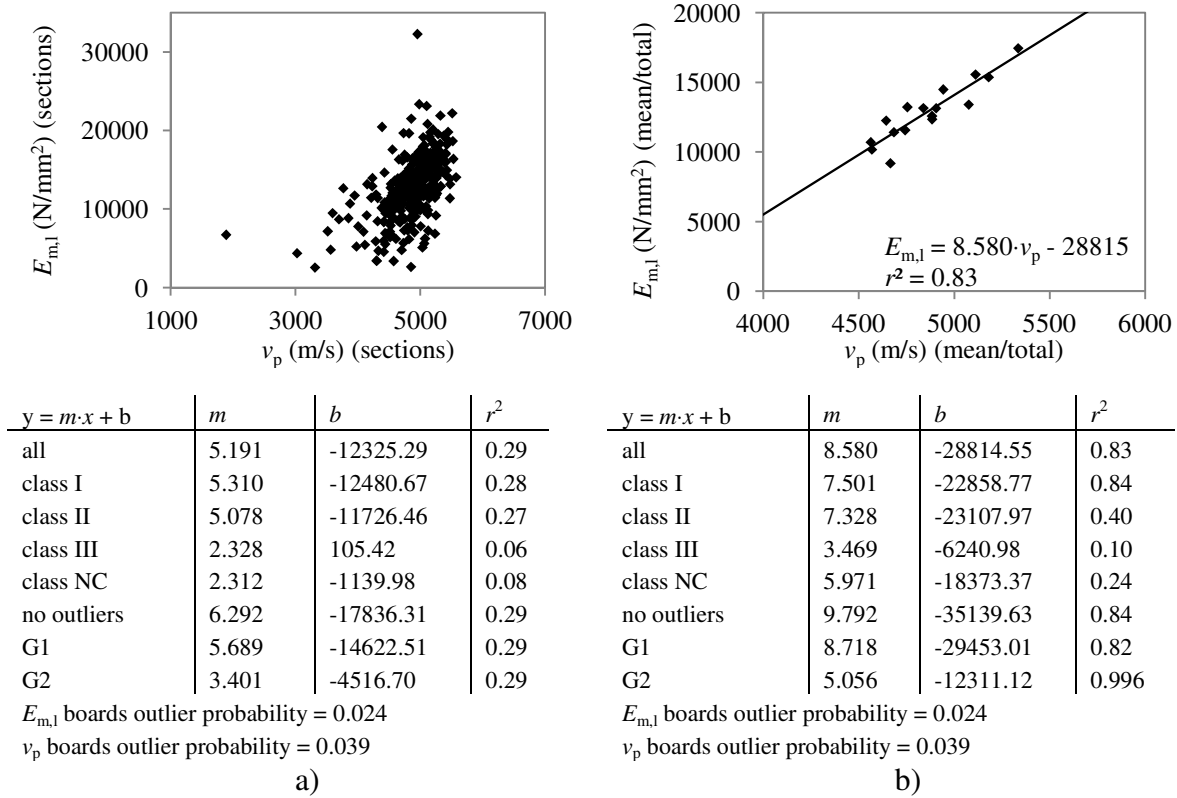 E_m,l (N/mm²) (sections)
30000
20000
10000
0
1000 3000 5000 7000
v_p (m/s) (sections)
E_m,l (N/mm²) (mean/total)
20000
15000
10000
5000
0
E_m,l = 8.580·v_p - 28815
r² = 0.83
4000 4500 5000 5500 6000
v_p (m/s) (mean/total)
y = m·x + b m b r²
all 5.191 -12325.29 0.29
class I 5.310 -12480.67 0.28
class II 5.078 -11726.46 0.27
class III 2.328 105.42 0.06
class NC 2.312 -1139.98 0.08
no outliers 6.292 -17836.31 0.29
G1 5.689 -14622.51 0.29
G2 3.401 -4516.70 0.29
E_m,l boards outlier probability = 0.024
v_p boards outlier probability = 0.039
a)
y = m·x + b m b r²
all 8.580 -28814.55 0.83
class I 7.501 -22858.77 0.84
class II 7.328 -23107.97 0.40
class III 3.469 -6240.98 0.10
class NC 5.971 -18373.37 0.24
no outliers 9.792 -35139.63 0.84
G1 8.718 -29453.01 0.82
G2 5.056 -12311.12 0.996
E_m,l boards outlier probability = 0.024
v_p boards outlier probability = 0.039
b)